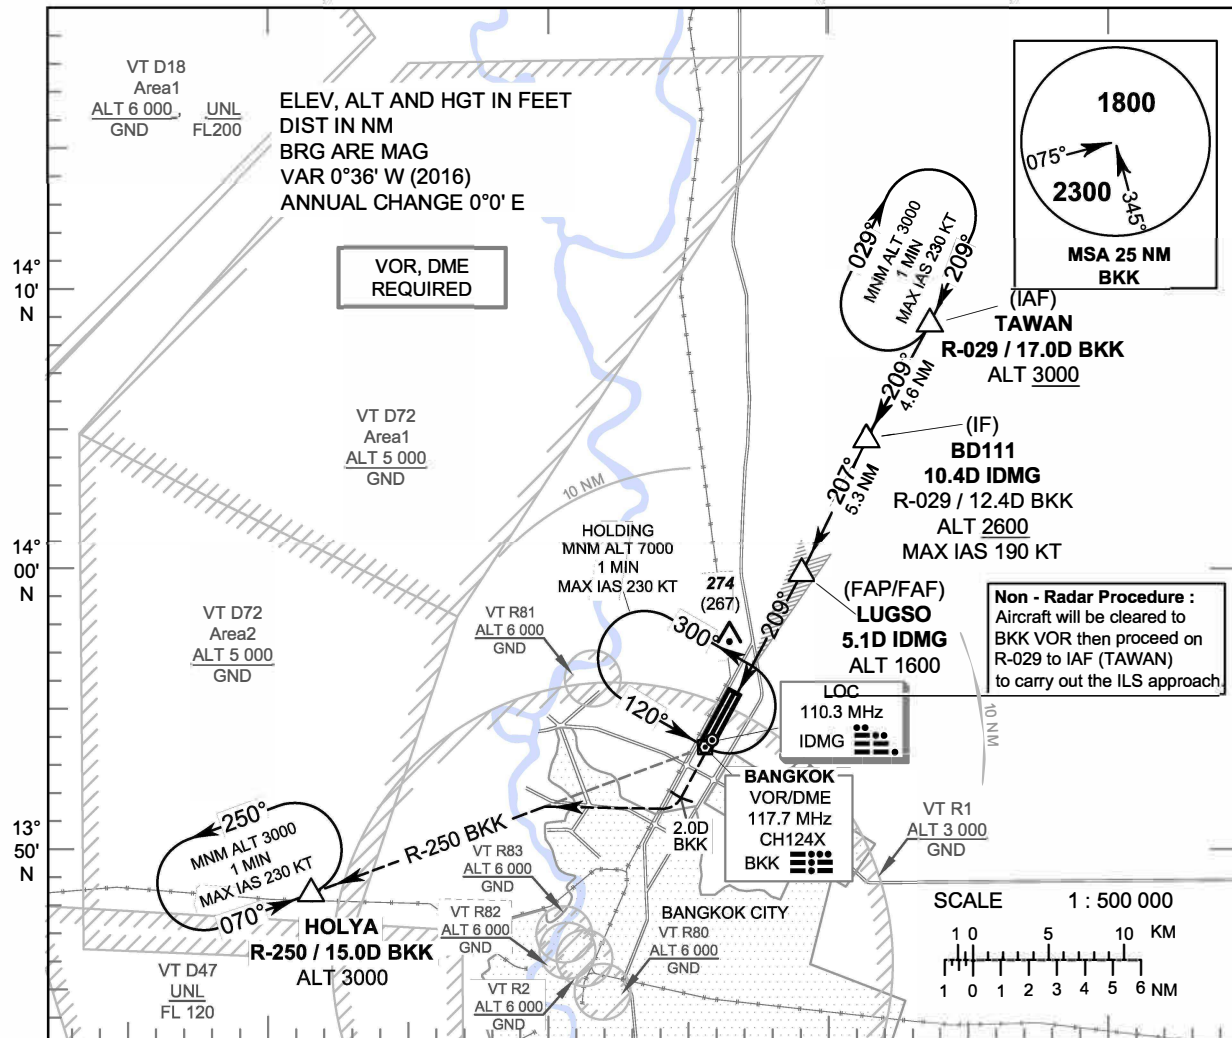 VT D18
Area1
ALT 6 000 UNL
GND FL200
ELEV, ALT AND HGT IN FEET
DIST IN NM
BRG ARE MAG
VAR 0°36' W (2016)
ANNUAL CHANGE 0°0' E
VOR, DME
REQUIRED
1800
075°
2300
345°
MSA 25 NM
BKK
029°
MNM ALT 3000
1 MIN
MAX IAS 230 KT
209°
(IAF)
TAWAN
R-029 / 17.0D BKK
ALT 3000
209°
4.6 NM
(IF)
BD111
10.4D IDMG
R-029 / 12.4D BKK
ALT 2600
MAX IAS 190 KT
207°
5.3 NM
14°
10'
N
VT D72
Area1
ALT 5 000
GND
10 NM
HOLDING
MNM ALT 7000
1 MIN
MAX IAS 230 KT
274
(267)
(FAP/FAF)
LUGSO
5.1D IDMG
ALT 1600
209°
Non - Radar Procedure :
Aircraft will be cleared to
BKK VOR then proceed on
R-029 to IAF (TAWAN)
to carry out the ILS approach.
14°
00'
N
VT D72
Area2
ALT 5 000
GND
VT R81
ALT 6 000
GND
300°
120°
LOC
110.3 MHz
IDMG
10 NM
BANGKOK
VOR/DME
117.7 MHz
CH124X
BKK
2.0D
BKK
VT R1
ALT 3 000
GND
13°
50'
N
250°
MNM ALT 3000
1 MIN
MAX IAS 230 KT
070°
R-250 BKK
HOLYA
R-250 / 15.0D BKK
ALT 3000
VT R83
ALT 6 000
GND
VT R82
ALT 6 000
GND
VT R2
ALT 6 000
GND
BANGKOK CITY
VT R80
ALT 6 000
GND
VT D47
UNL
FL 120
SCALE 1 : 500 000
1 0 5 10 KM
1 0 1 2 3 4 5 6 NM